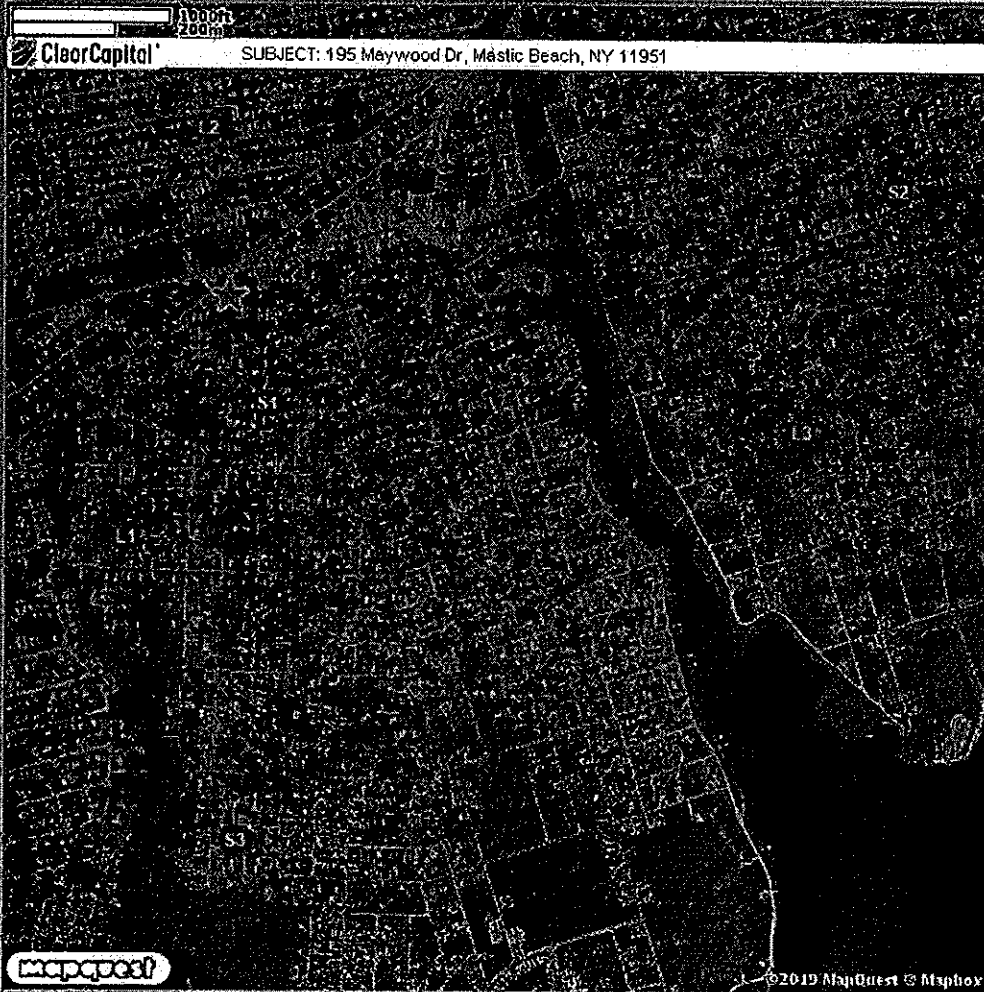 1000ft
200m
ClearCapital
SUBJECT: 195 Maywood Dr, Mastic Beach, NY 11951
L2
S2
S1
L3
L1
S3
mapquest
©2019 MapQuest © Mapbox